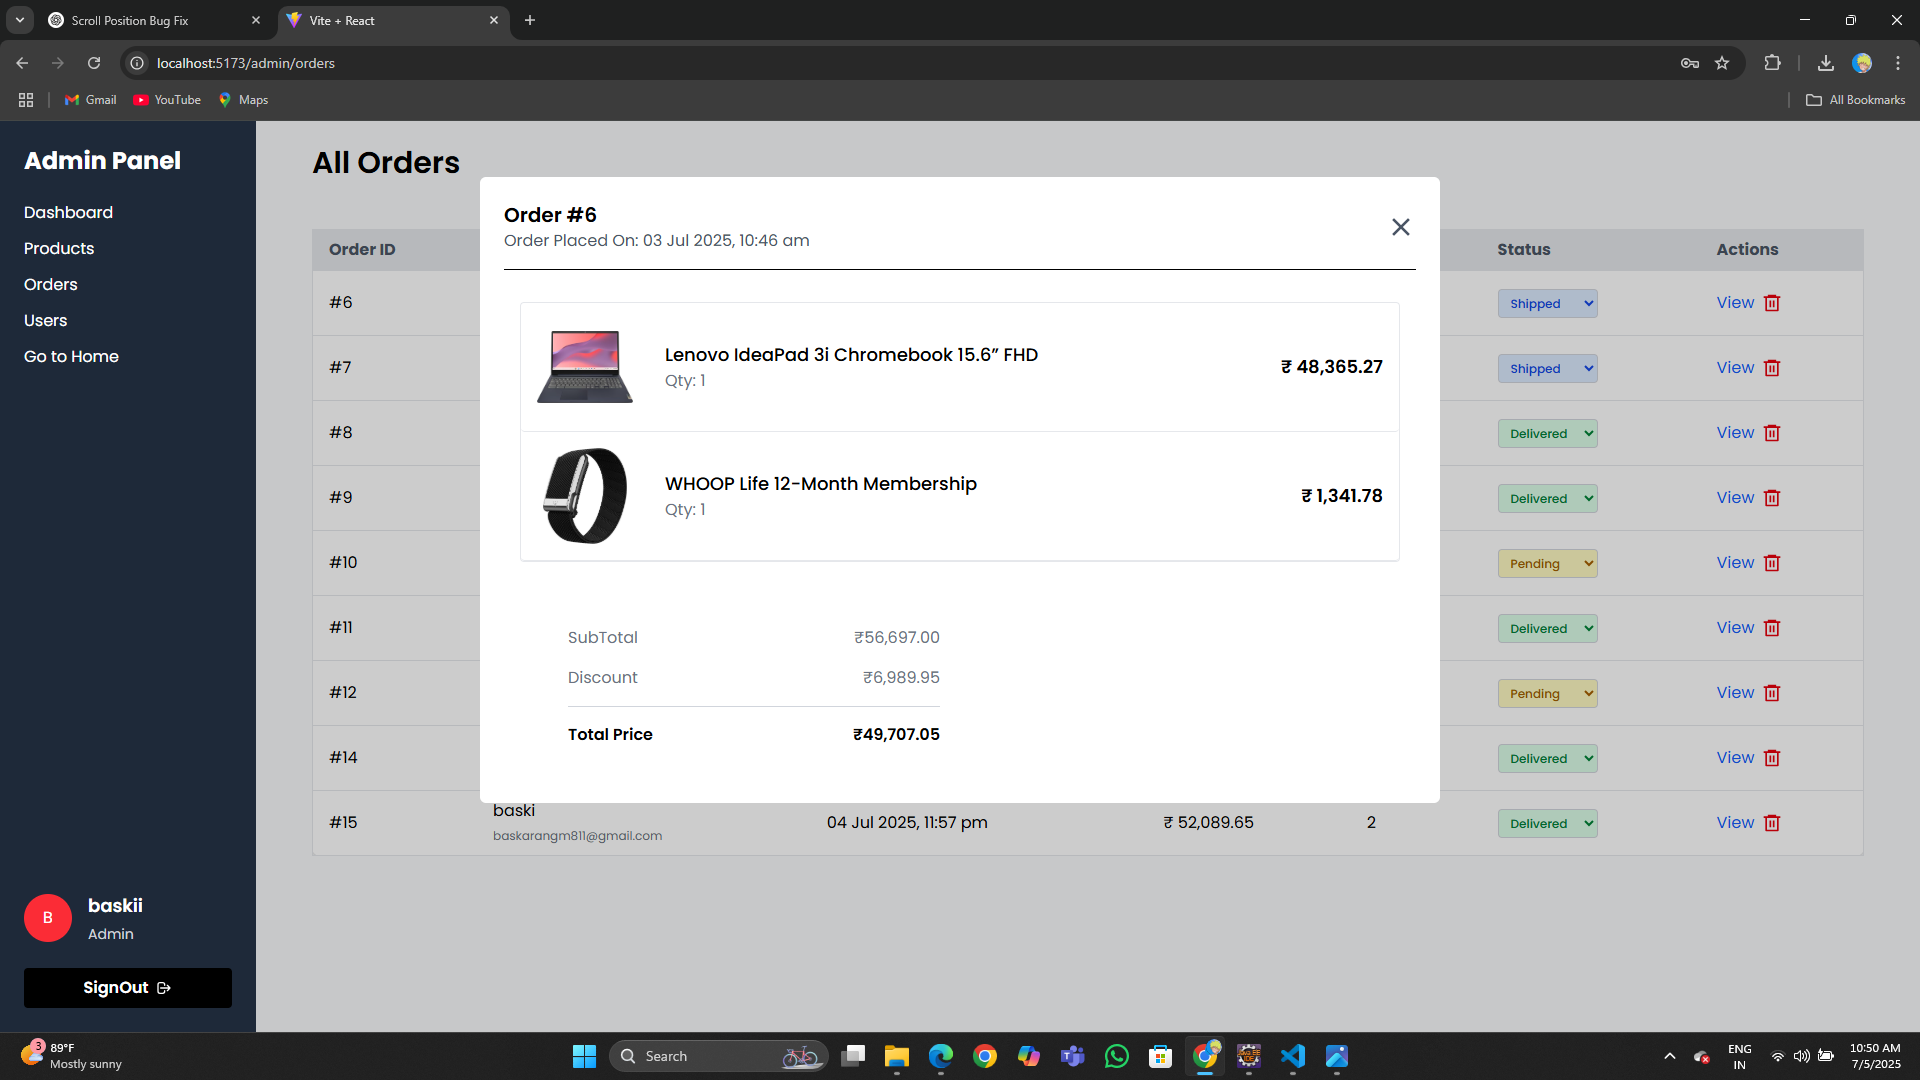 Scroll Position Bug Fix
Vite + React
localhost:5173/admin/orders
Gmail
YouTube
Maps
All Bookmarks
Admin Panel
Dashboard
Products
Orders
Users
Go to Home
baskii
B
Admin
SignOut
All Orders
Order ID Status Actions
#6 Shipped View
#7 Shipped View
#8 Delivered View
#9 Delivered View
#10 Pending View
#11 Delivered View
#12 Pending View
#14 Delivered View
baski
#15 04 Jul 2025, 11:57 pm ₹ 52,089.65 2 Delivered View
baskarangm811@gmail.com
Order #6
Order Placed On: 03 Jul 2025, 10:46 am
Lenovo IdeaPad 3i Chromebook 15.6” FHD
Qty: 1
₹ 48,365.27
WHOOP Life 12-Month Membership
Qty: 1
₹ 1,341.78
SubTotal ₹56,697.00
Discount ₹6,989.95
Total Price ₹49,707.05
3
89°F
Mostly sunny
Search
ENG
IN
10:50 AM
7/5/2025